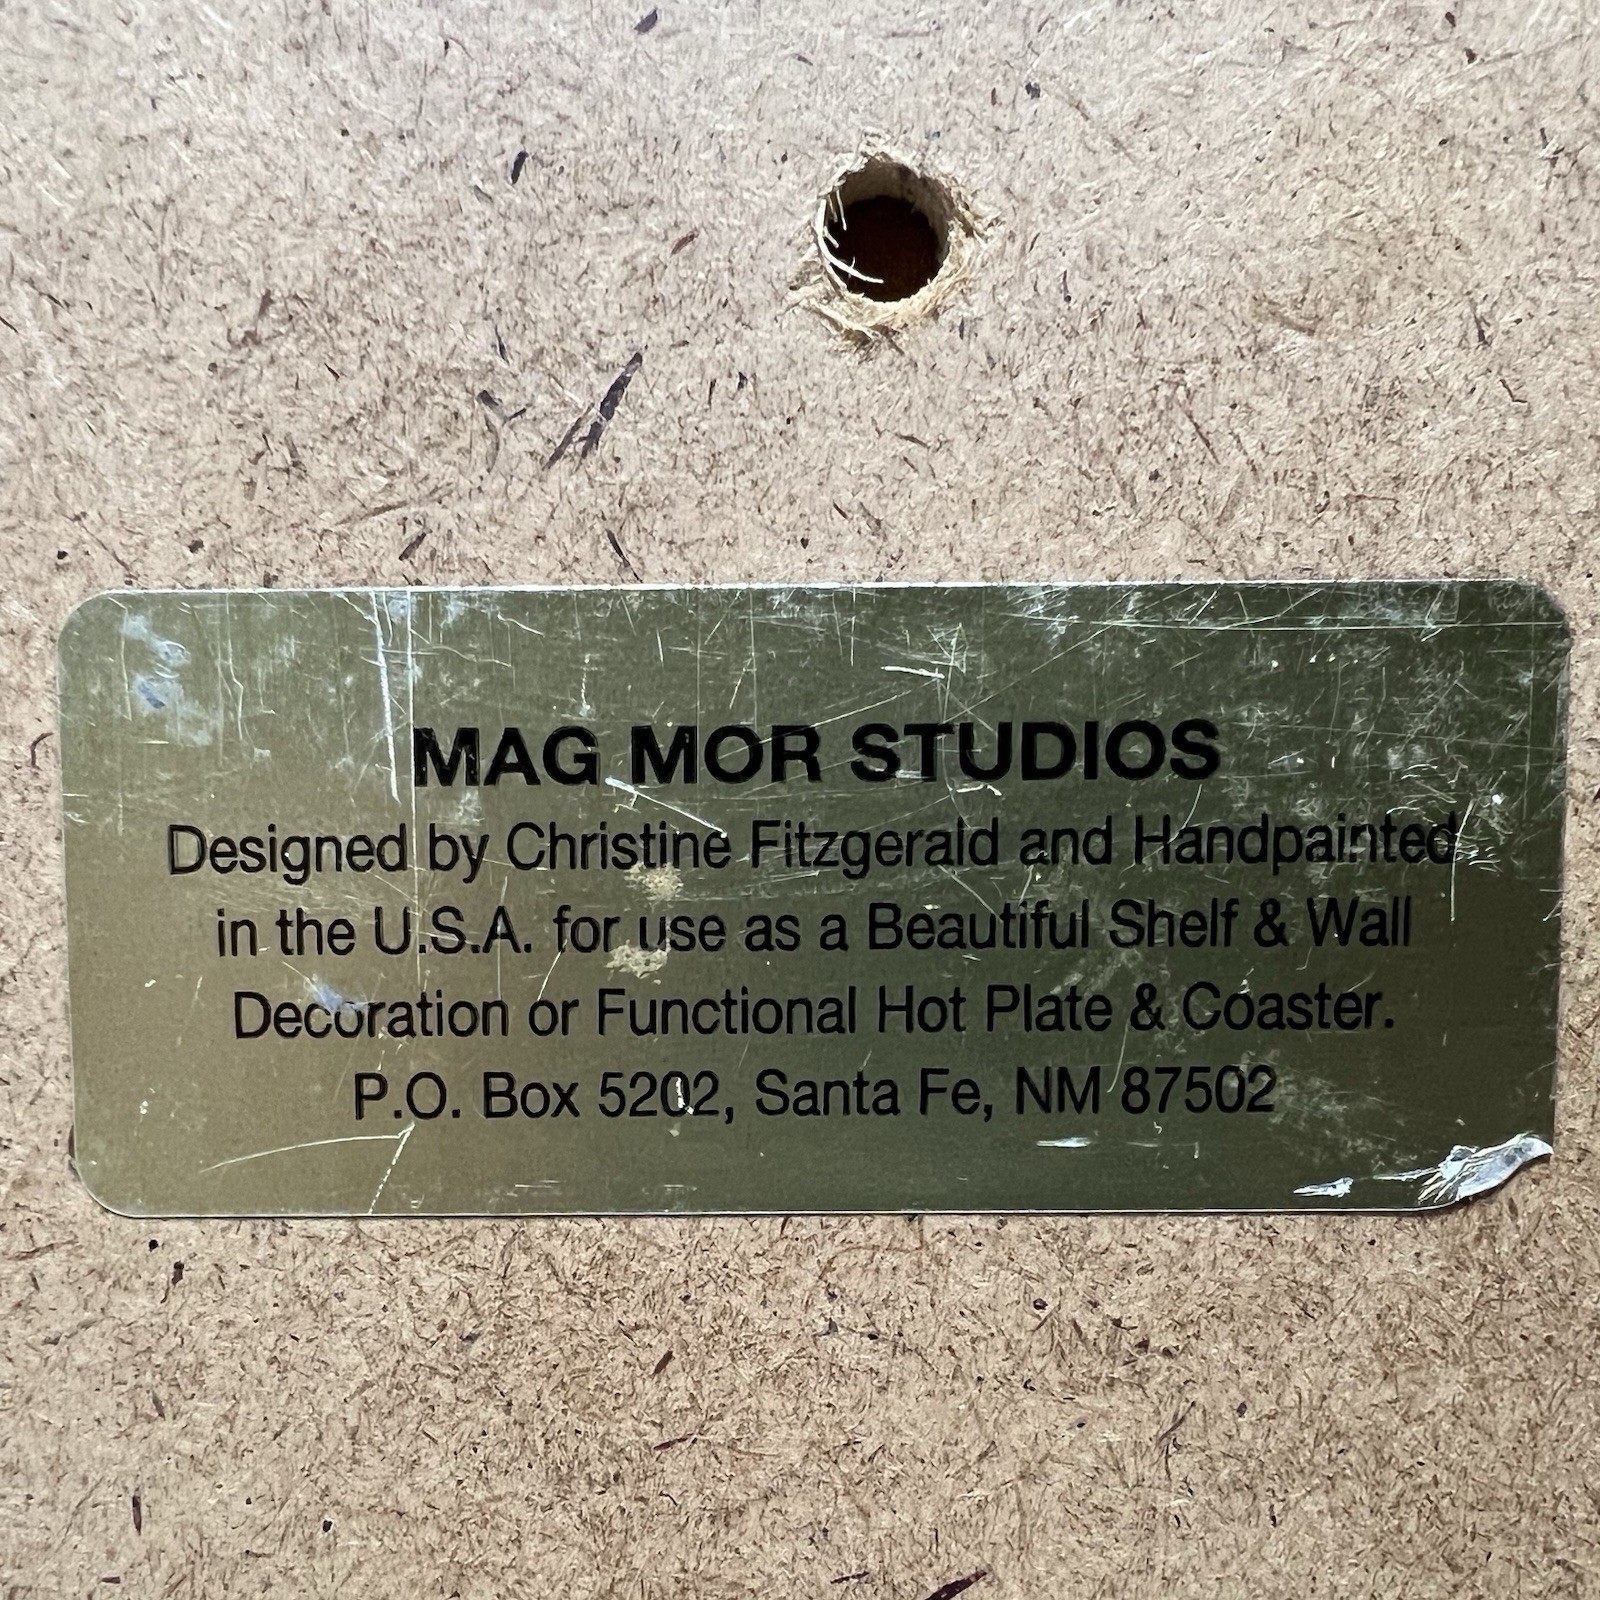 MAG MOR STUDIOS
Designed by Christine Fitzgerald and Handpainted
in the U.S.A. for use as a Beautiful Shelf & Wall
Decoration or Functional Hot Plate & Coaster.
P.O. Box 5202, Santa Fe, NM 87502